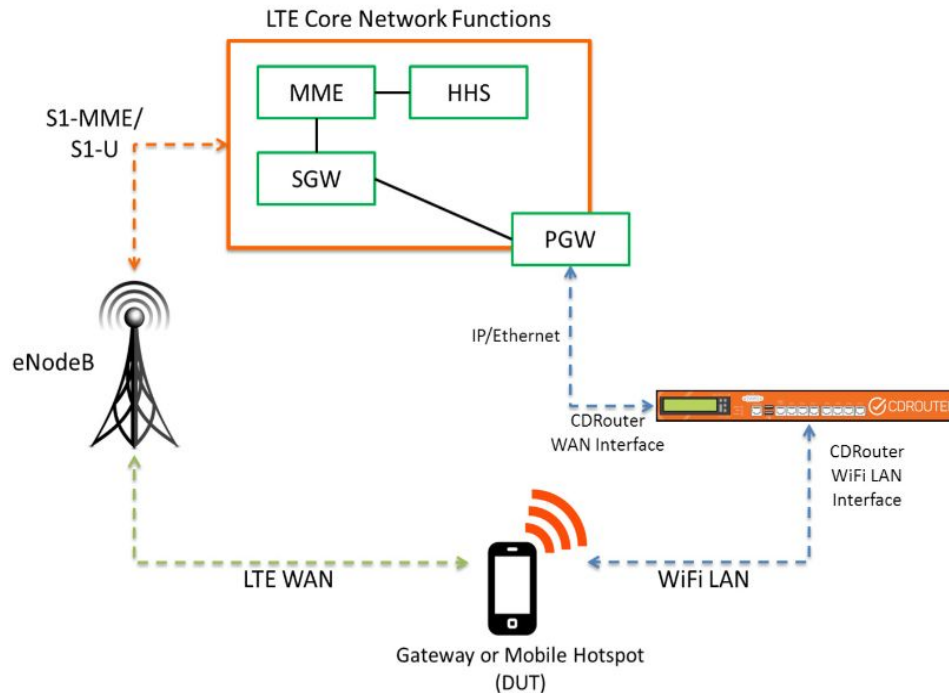 LTE Core Network Functions
MME
HHS
S1-MME/
S1-U
SGW
PGW
IP/Ethernet
eNodeB
CDROUTER
CDRouter
WAN Interface
CDRouter
WiFi LAN
Interface
LTE WAN
WiFi LAN
Gateway or Mobile Hotspot
(DUT)